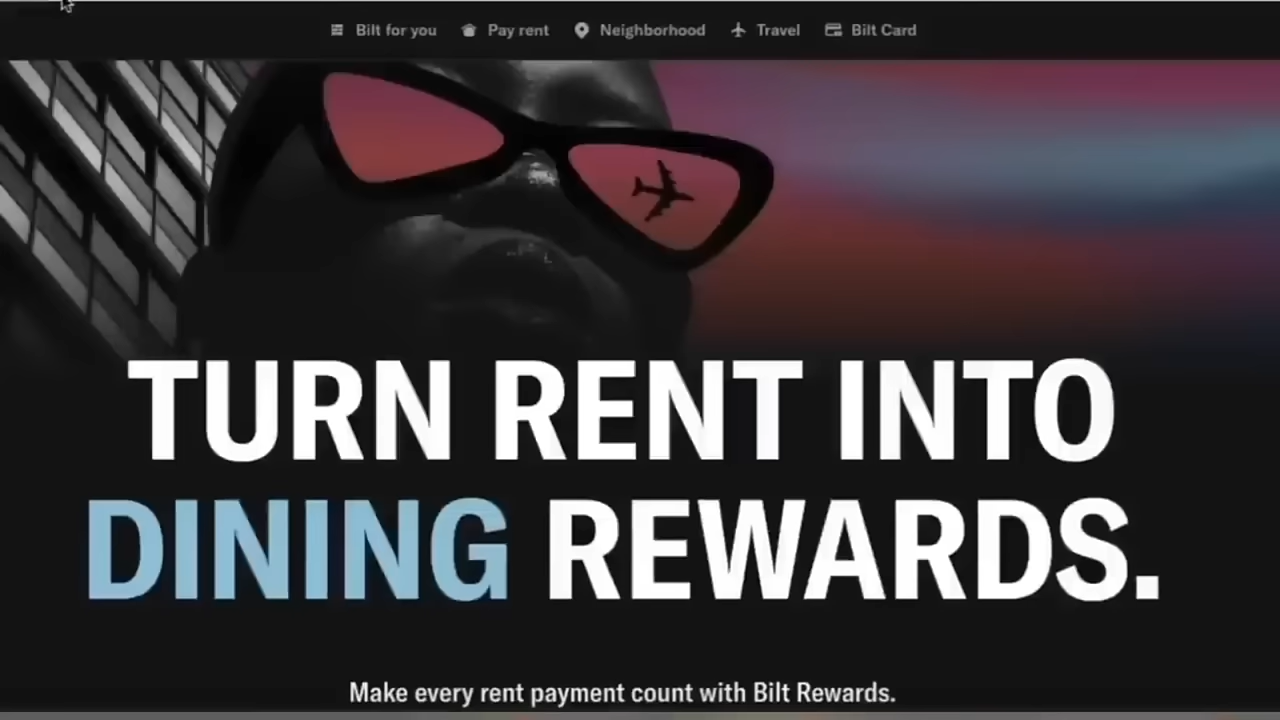 Bilt for you Pay rent Neighborhood Travel Bilt Card
TURN RENT INTO
DINING REWARDS.
Make every rent payment count with Bilt Rewards.